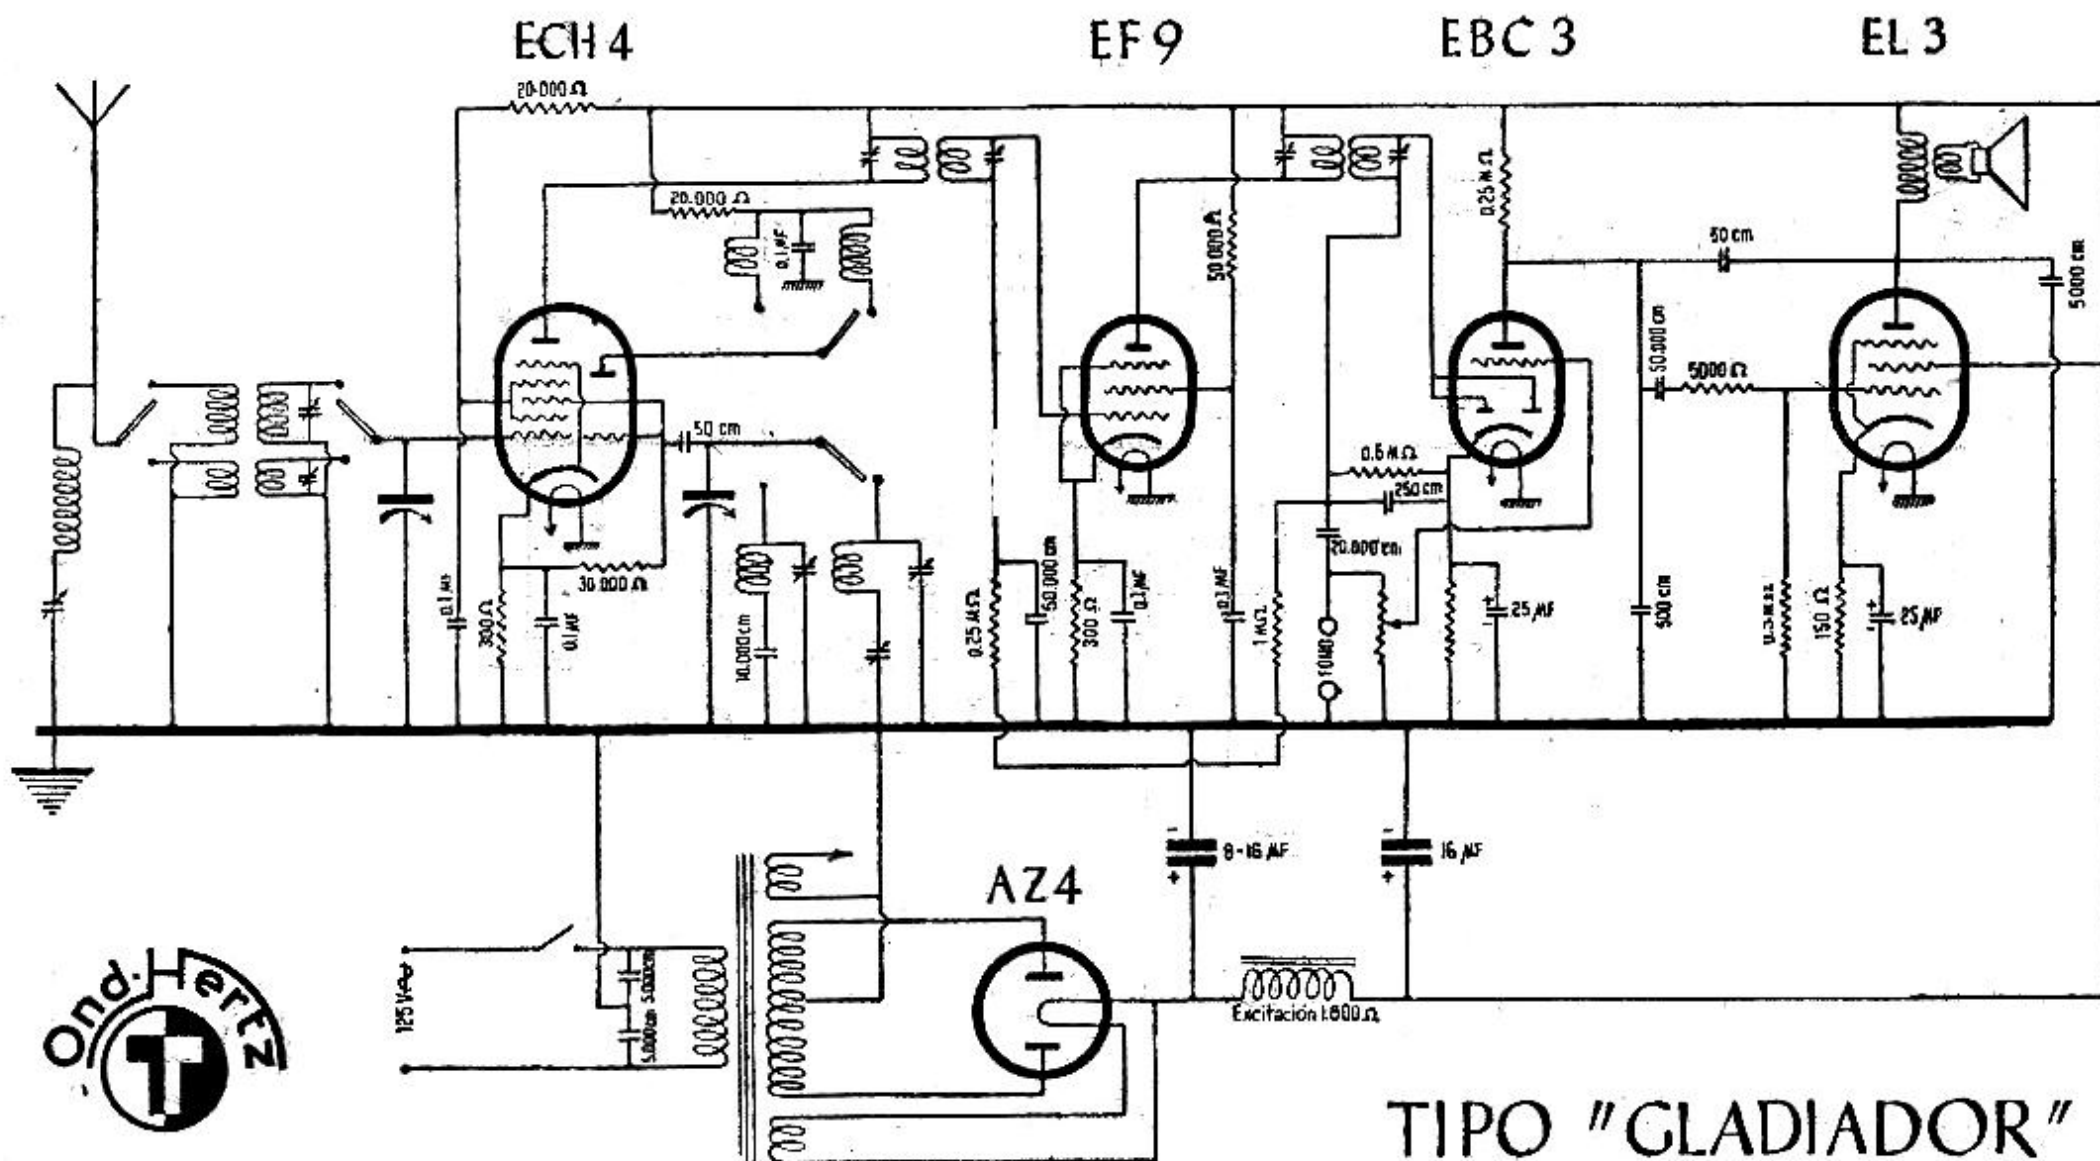 ECH 4
EF 9
EBC 3
EL 3
20.000 Ω
20.000 Ω
0.1 MF
50.000 Ω
0.25 M Ω
50 cm
5000 cm
50.000 cm
5000 Ω
50 cm
0.1 MF
300 Ω
0.1 MF
30.000 Ω
10.000 cm
0.25 MΩ
50.000 cm
300 Ω
0.1 MF
0.1 MF
1 MΩ
0.5 M Ω
250 cm
20.000 cm
FONO
25 MF
500 cm
150 Ω
25 MF
8-16 MF
16 MF
AZ4
125 V
5.000 cm
5.000 cm
Excitación 1.800 Ω
Ond. Hertz
TIPO "GLADIADOR"